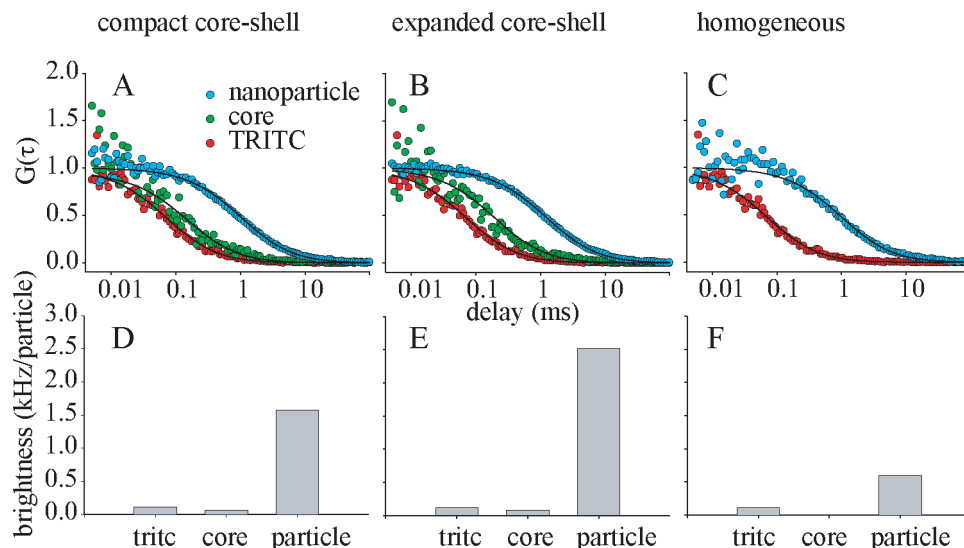 compact core-shell expanded core-shell homogeneous
A B C
nanoparticle
core
TRITC
G(τ)
2.0
1.5
1.0
0.5
0.0
0.01 0.1 1 10 0.01 0.1 1 10 0.01 0.1 1 10
delay (ms)
D E F
brightness (kHz/particle)
3.0
2.5
2.0
1.5
1.0
0.5
0.0
tritc core particle tritc core particle tritc core particle